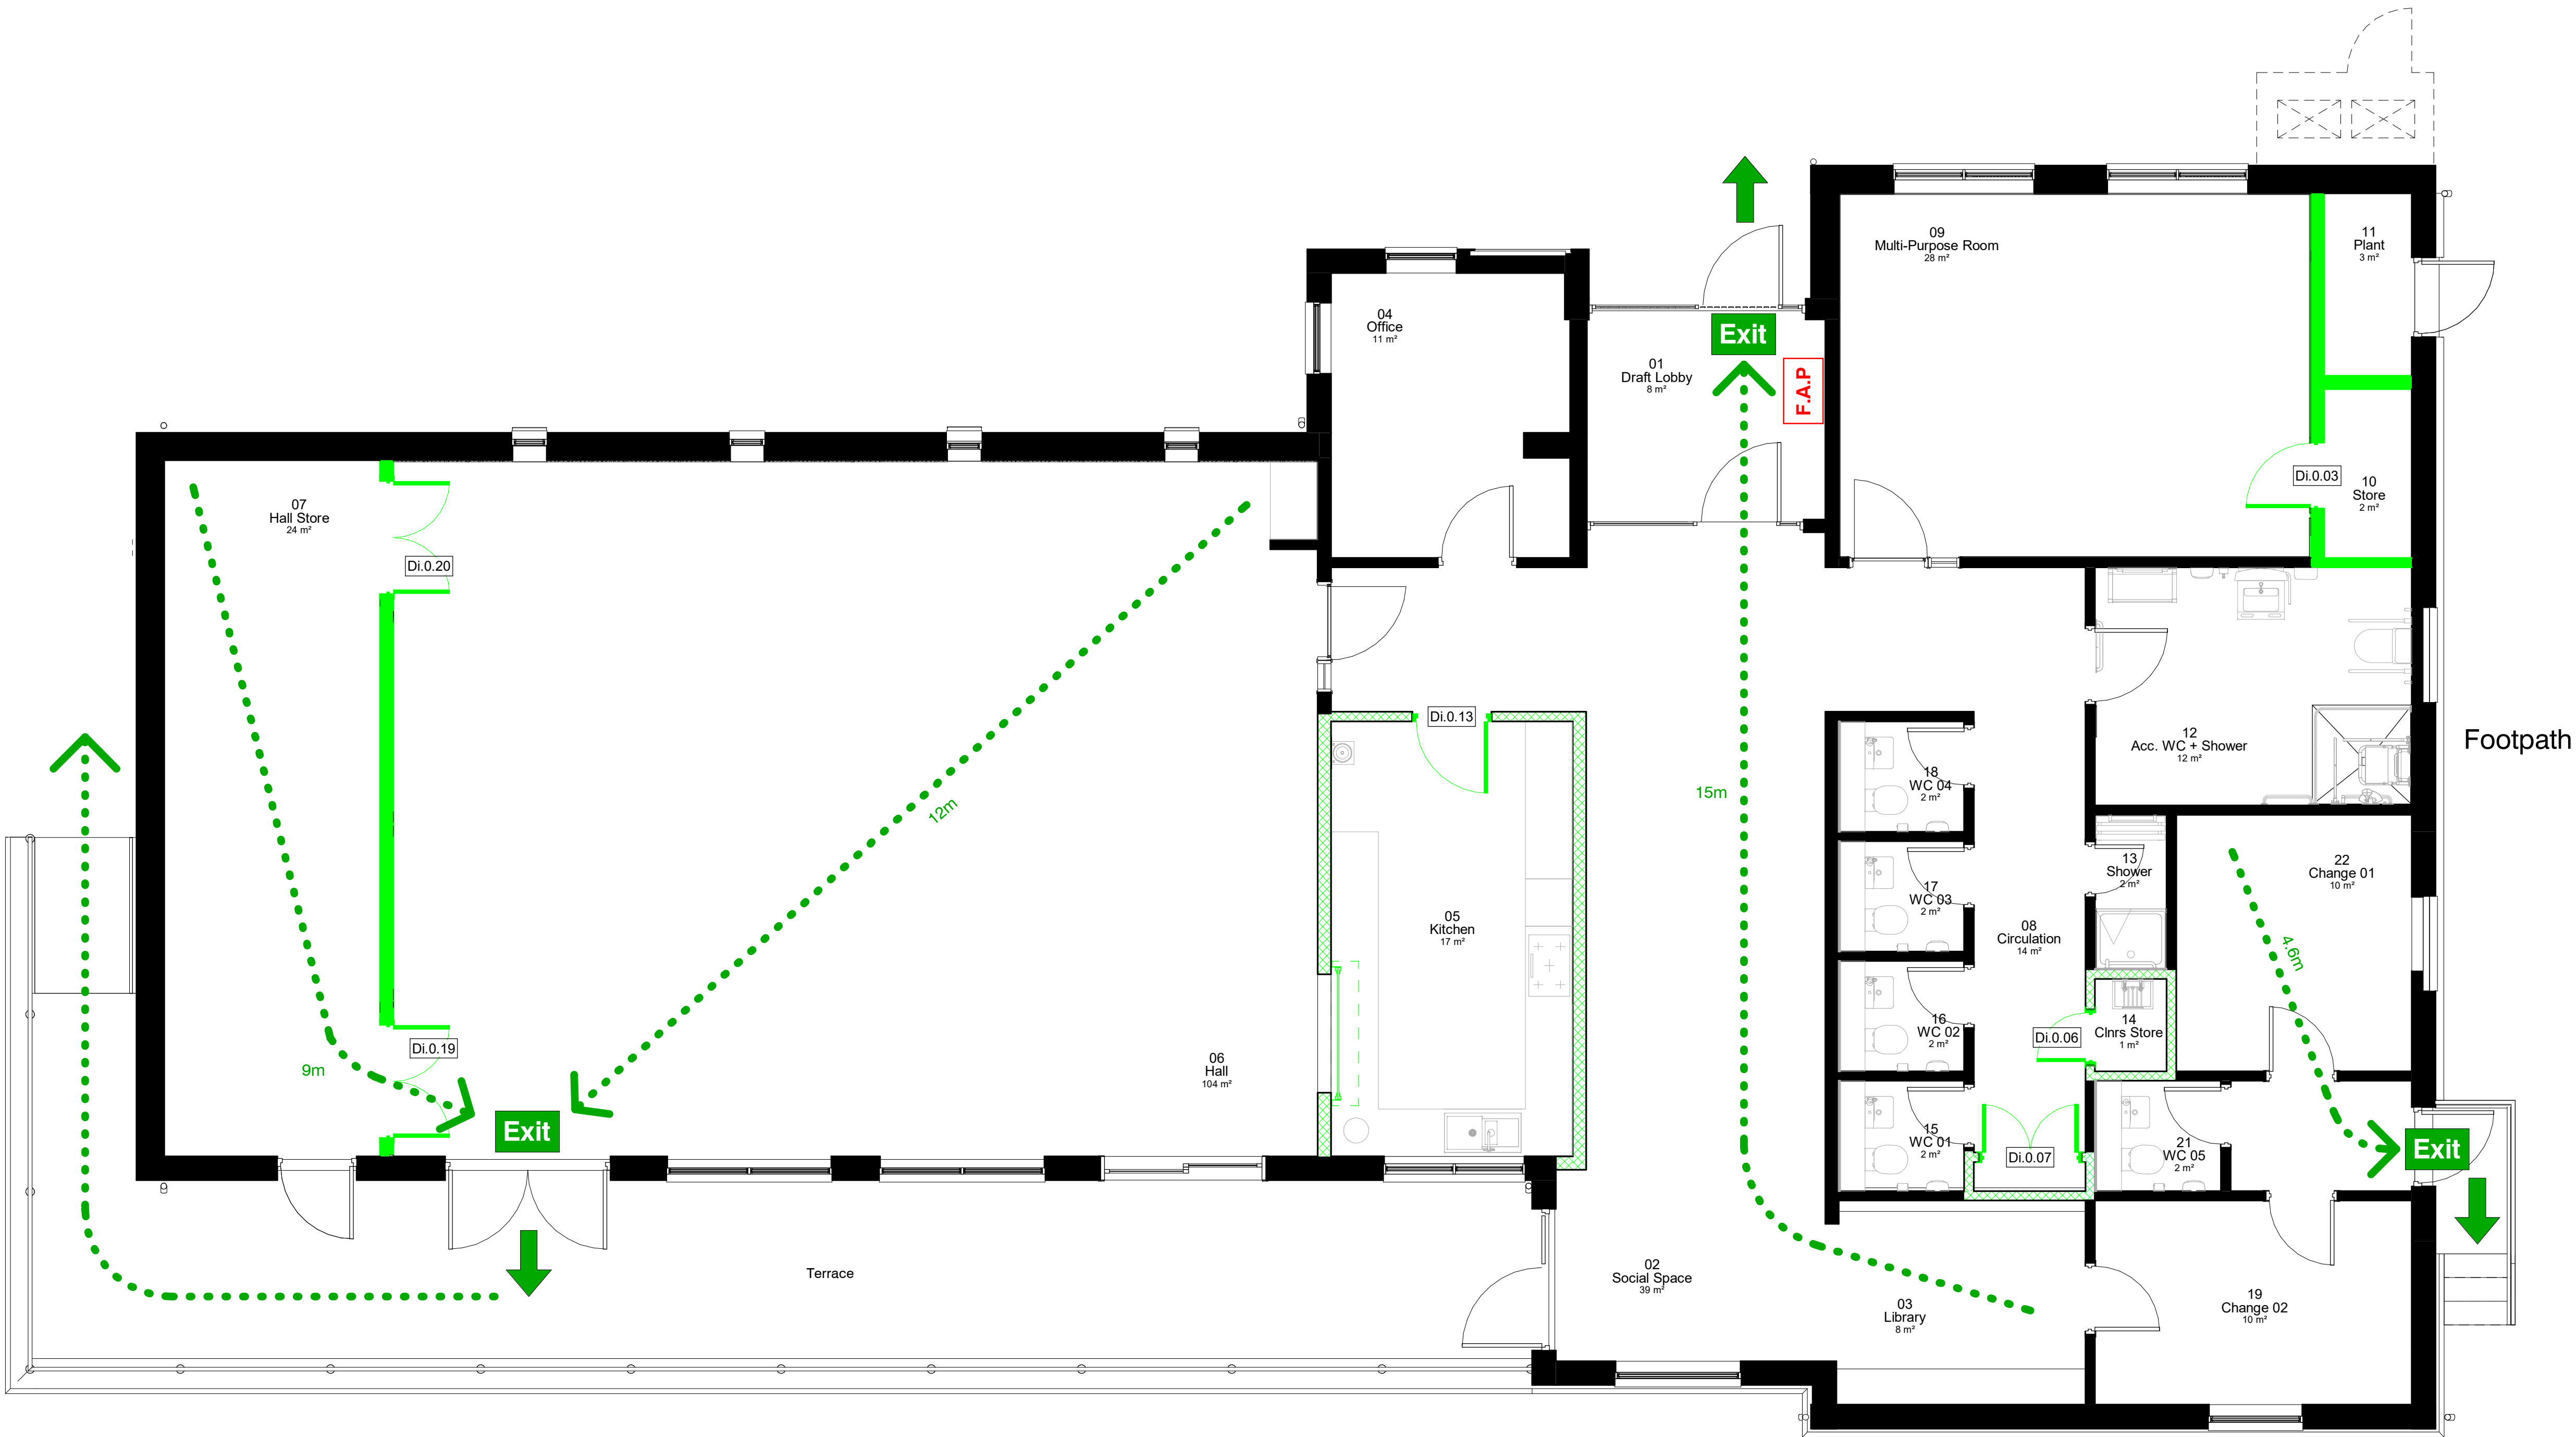 09
Multi-Purpose Room
28 m²
11
Plant
3 m²
04
Office
11 m²
Exit
01
Draft Lobby
8 m²
F.A.P
Di.0.03
10
Store
2 m²
07
Hall Store
24 m²
Di.0.20
Di.0.13
12
Acc. WC + Shower
12 m²
Footpath
18
WC 04
2 m²
15m
12m
13
Shower
2 m²
22
Change 01
10 m²
17
WC 03
2 m²
05
Kitchen
17 m²
08
Circulation
14 m²
4.6m
16
WC 02
2 m²
14
Clnrs Store
1 m²
Di.0.06
Di.0.19
9m
06
Hall
104 m²
Exit
15
WC 01
2 m²
Di.0.07
21
WC 05
2 m²
Exit
Terrace
02
Social Space
39 m²
03
Library
8 m²
19
Change 02
10 m²